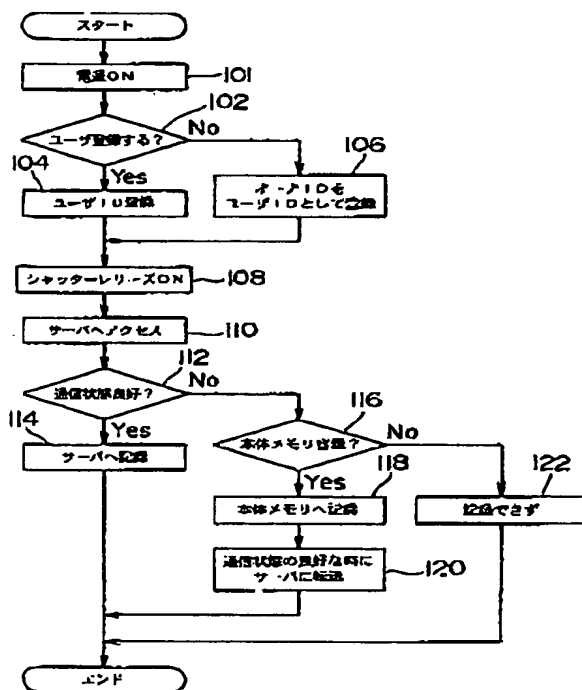 スタート
電源ON
101
102
ユーザ登録する？
No
104
Yes
106
ユーザID登録
ユーザIDとして登録
シャッターレリーズON
108
サーバへアクセス
110
112
通信状態良好？
No
114
Yes
116
サーバへ記録
本体メモリ容量？
No
118
Yes
122
本体メモリへ記録
記録できず
通信状態の良好な時に
サーバに転送
120
エンド